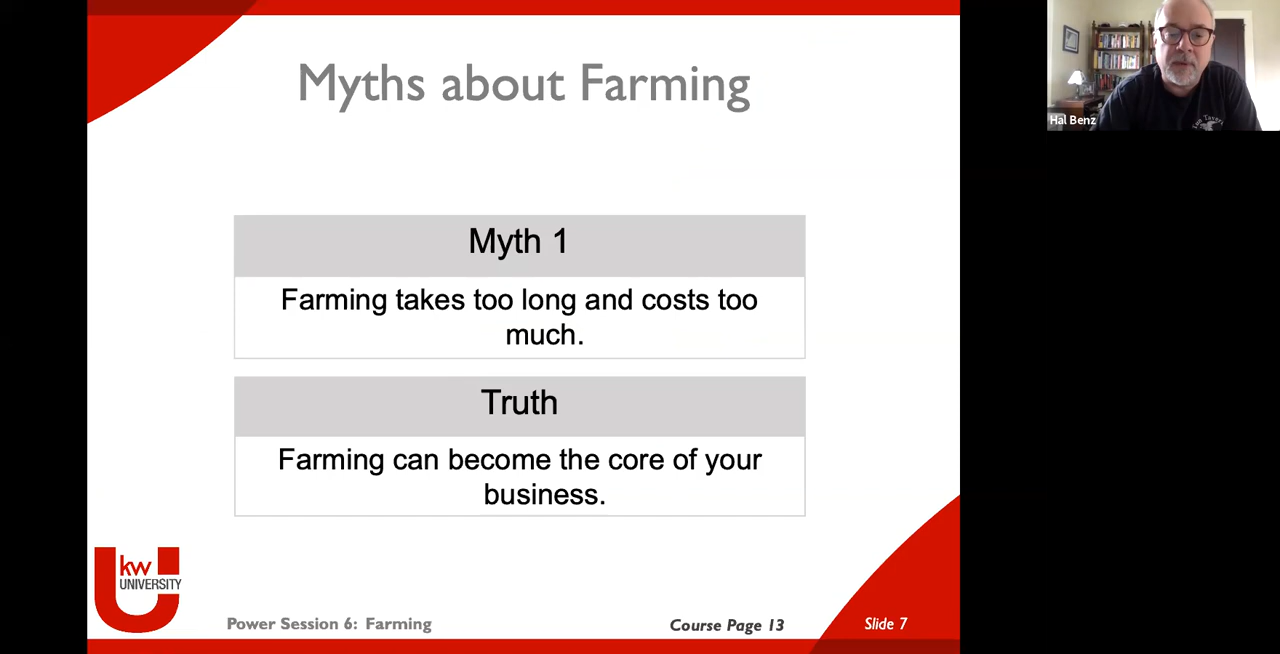 Myths about Farming
Hal Benz
Myth 1
Farming takes too long and costs too
much.
Truth
Farming can become the core of your
business.
kw
UNIVERSITY
Power Session 6: Farming
Course Page 13
Slide 7